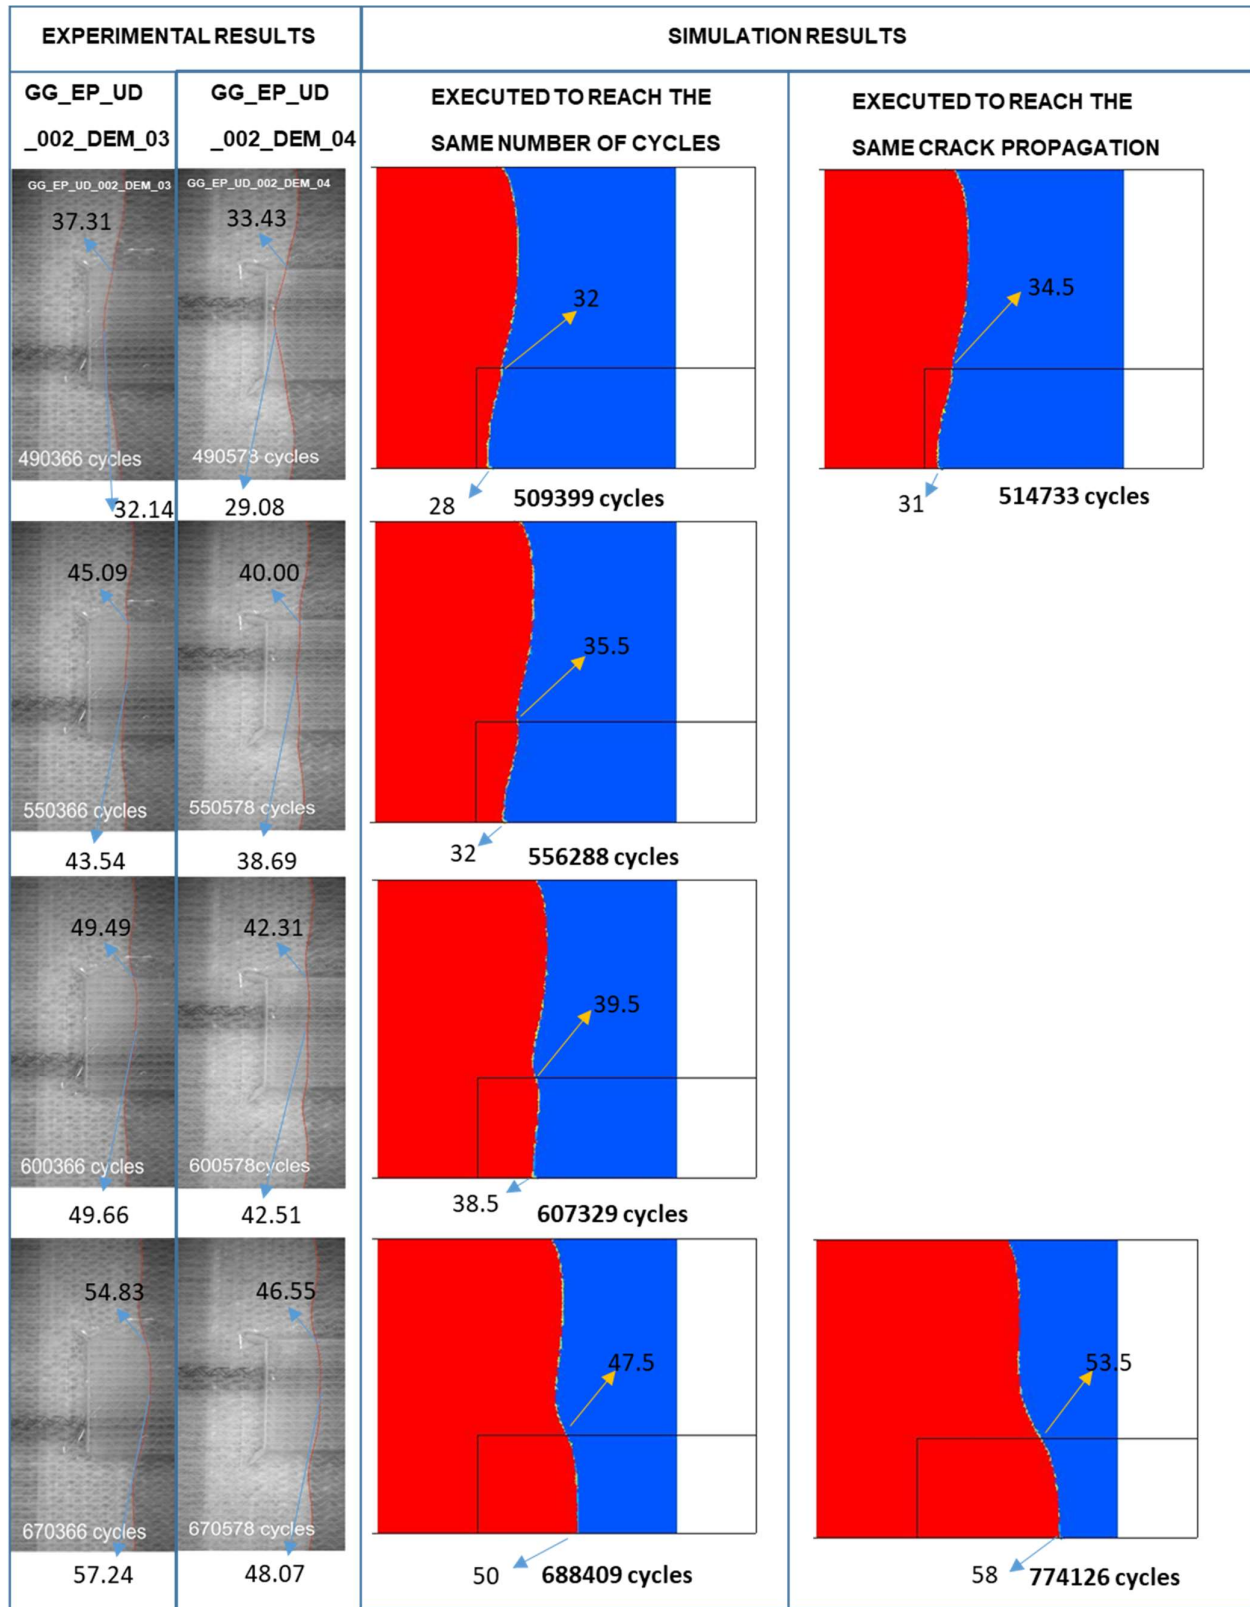 EXPERIMENTAL RESULTS
SIMULATION RESULTS
GG_EP_UD
_002_DEM_03
GG_EP_UD
_002_DEM_04
EXECUTED TO REACH THE
SAME NUMBER OF CYCLES
EXECUTED TO REACH THE
SAME CRACK PROPAGATION
GG_EP_UD_002_DEM_03
GG_EP_UD_002_DEM_04
37.31
33.43
32
34.5
490366 cycles
490578 cycles
32.14
29.08
28
509399 cycles
31
514733 cycles
45.09
40.00
35.5
550366 cycles
550578 cycles
43.54
38.69
32
556288 cycles
49.49
42.31
39.5
600366 cycles
600578cycles
49.66
42.51
38.5
607329 cycles
54.83
46.55
47.5
53.5
670366 cycles
670578 cycles
57.24
48.07
50
688409 cycles
58
774126 cycles